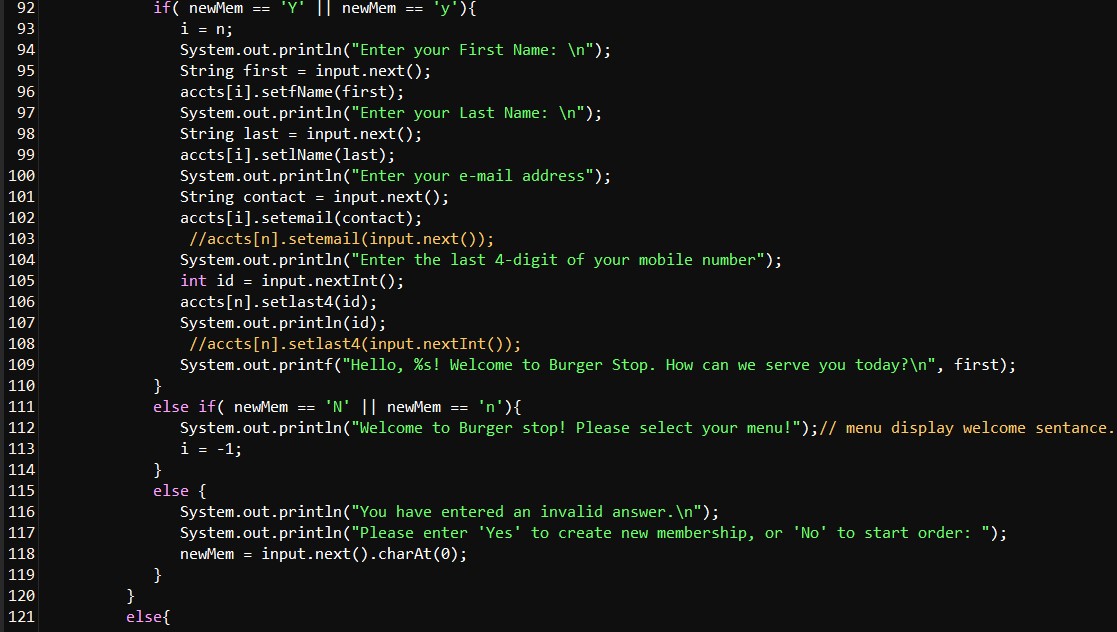 92 if( newMem == 'Y' || newMem == 'y'){
93 i = n;
94 System.out.println("Enter your First Name: \n");
95 String first = input.next();
96 accts[i].setfName(first);
97 System.out.println("Enter your Last Name: \n");
98 String last = input.next();
99 accts[i].setlName(last);
100 System.out.println("Enter your e-mail address");
101 String contact = input.next();
102 accts[i].setemail(contact);
103 //accts[n].setemail(input.next());
104 System.out.println("Enter the last 4-digit of your mobile number");
105 int id = input.nextInt();
106 accts[n].setlast4(id);
107 System.out.println(id);
108 //accts[n].setlast4(input.nextInt());
109 System.out.printf("Hello, %s! Welcome to Burger Stop. How can we serve you today?\n", first);
110 }
111 else if( newMem == 'N' || newMem == 'n'){
112 System.out.println("Welcome to Burger stop! Please select your menu!");// menu display welcome sentance.
113 i = -1;
114 }
115 else {
116 System.out.println("You have entered an invalid answer.\n");
117 System.out.println("Please enter 'Yes' to create new membership, or 'No' to start order: ");
118 newMem = input.next().charAt(0);
119 }
120 }
121 else{